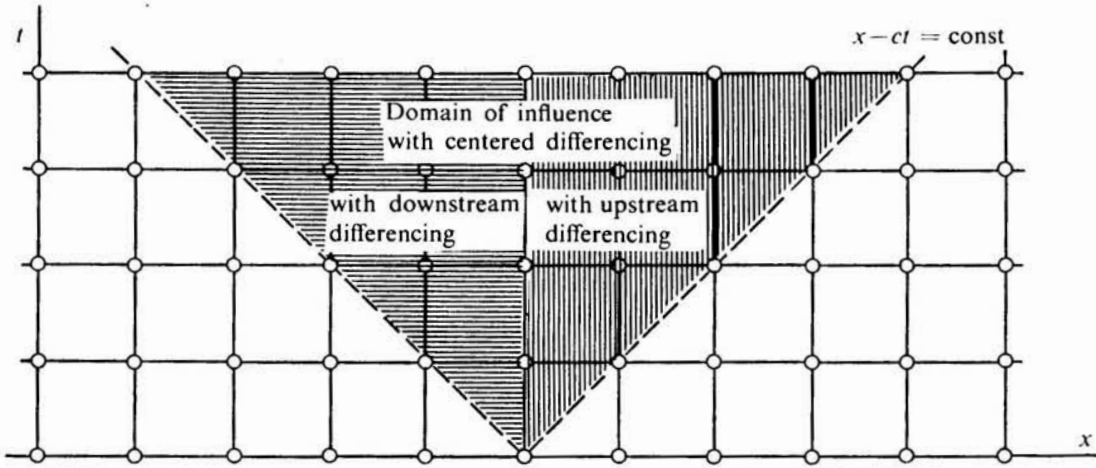 t
x−ct = const
Domain of influence
with centered differencing
with downstream
differencing
with upstream
differencing
x